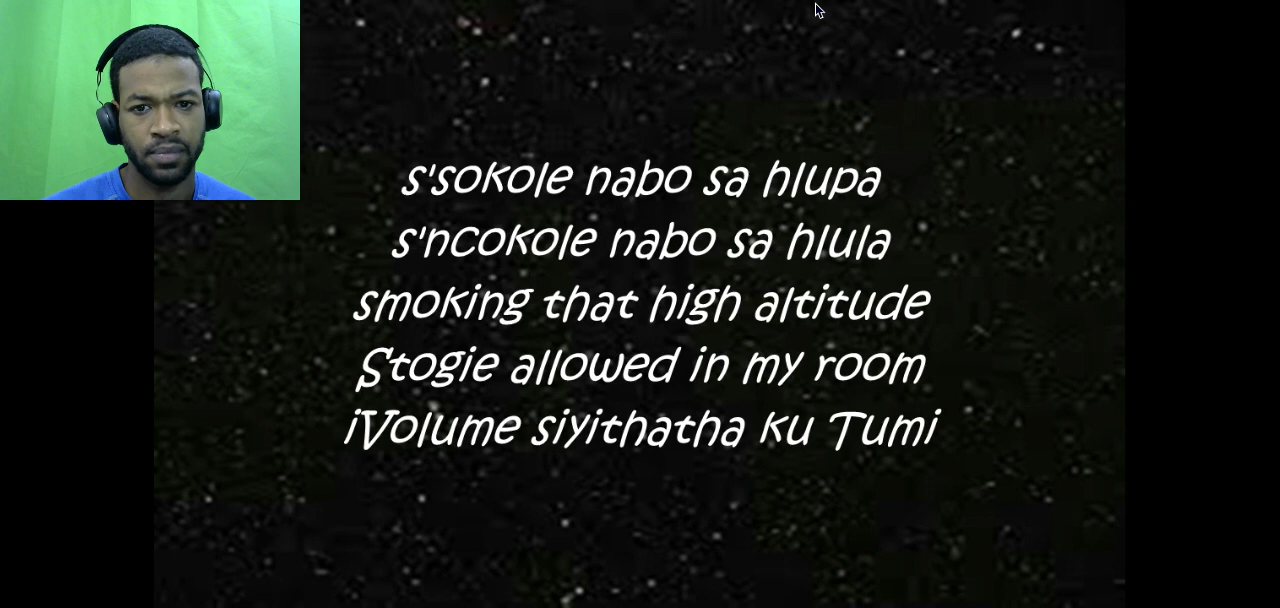 s'sokole nabo sa hlupa
s'ncokole nabo sa hlula
smoking that high altitude
Stogie allowed in my room
iVolume siyithatha ku Tumi